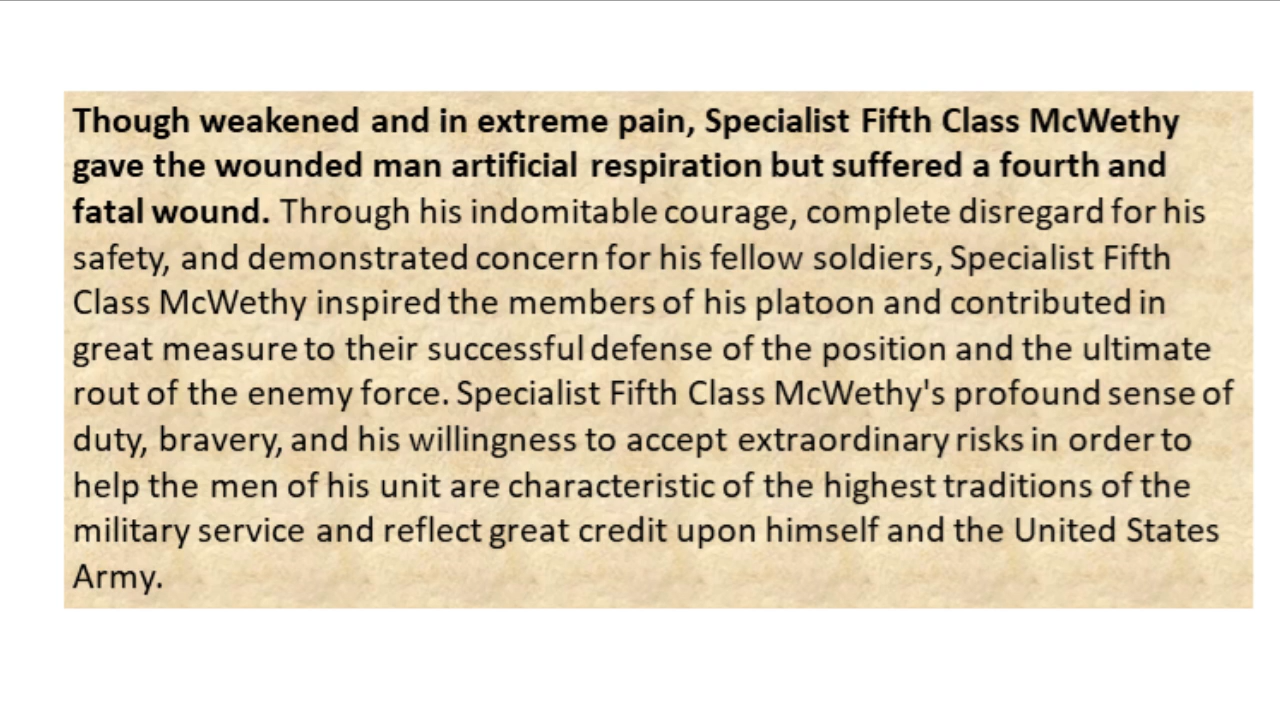 Though weakened and in extreme pain, Specialist Fifth Class McWethy
gave the wounded man artificial respiration but suffered a fourth and
fatal wound. Through his indomitable courage, complete disregard for his
safety, and demonstrated concern for his fellow soldiers, Specialist Fifth
Class McWethy inspired the members of his platoon and contributed in
great measure to their successful defense of the position and the ultimate
rout of the enemy force. Specialist Fifth Class McWethy's profound sense of
duty, bravery, and his willingness to accept extraordinary risks in order to
help the men of his unit are characteristic of the highest traditions of the
military service and reflect great credit upon himself and the United States
Army.